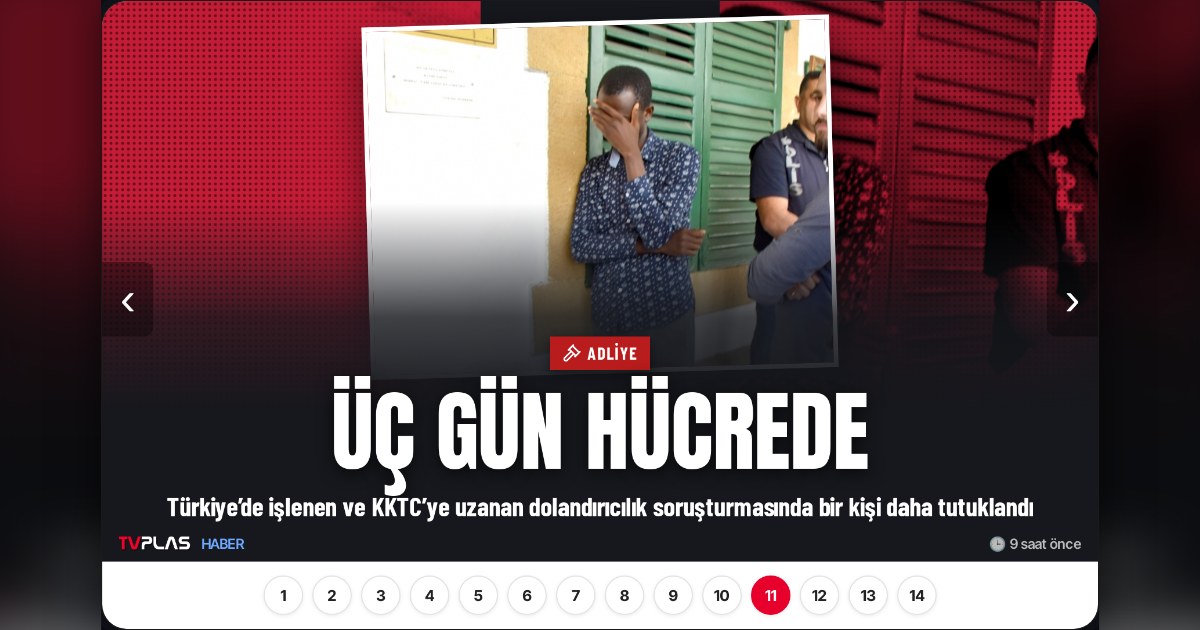 POLIS
ADLİYE
ÜÇ GÜN HÜCREDE
Türkiye’de işlenen ve KKTC’ye uzanan dolandırıcılık soruşturmasında bir kişi daha tutuklandı
TVPLAS HABER
9 saat önce
1 2 3 4 5 6 7 8 9 10 11 12 13 14